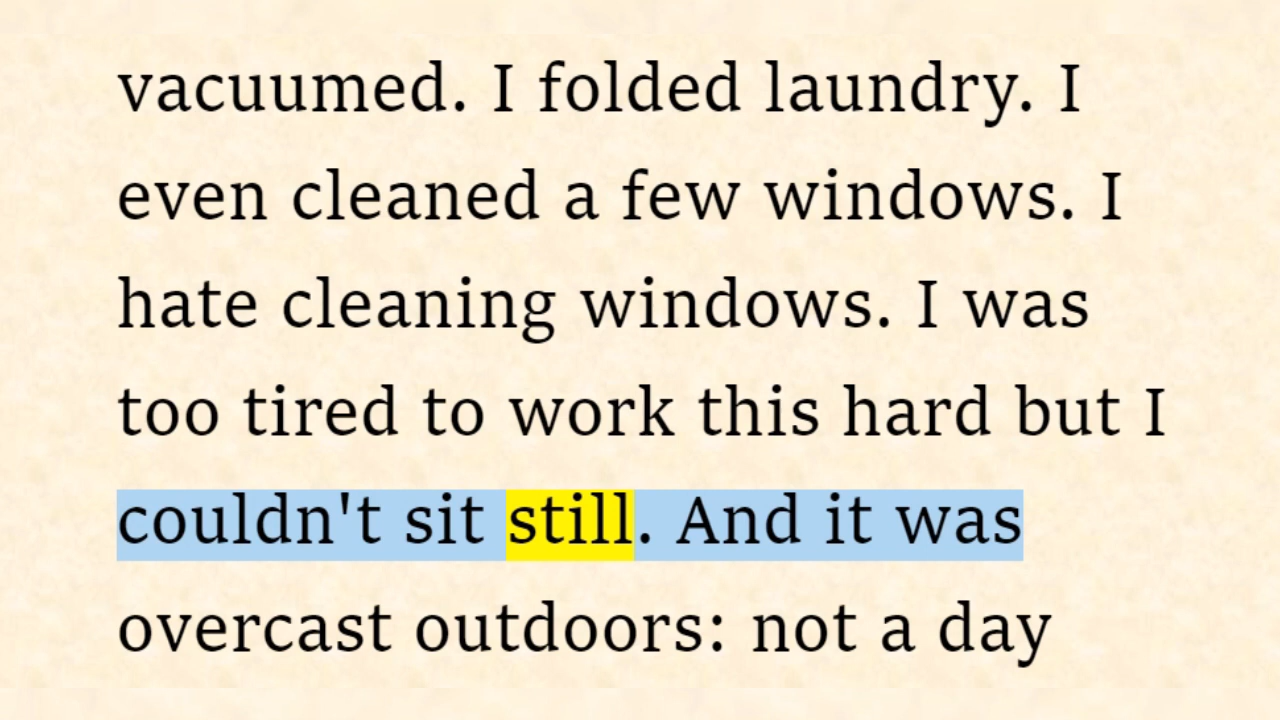 vacuumed. I folded laundry. I
even cleaned a few windows. I
hate cleaning windows. I was
too tired to work this hard but I
couldn't sit still. And it was
overcast outdoors: not a day